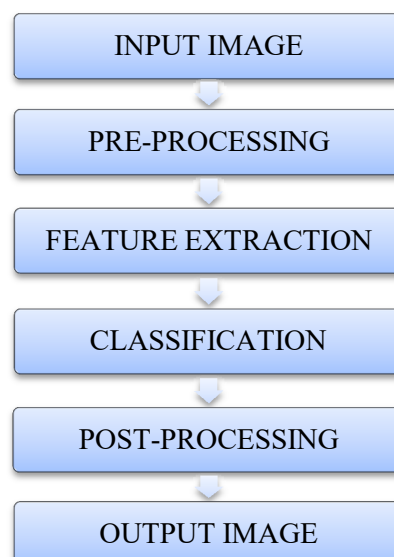 INPUT IMAGE
PRE-PROCESSING
FEATURE EXTRACTION
CLASSIFICATION
POST-PROCESSING
OUTPUT IMAGE